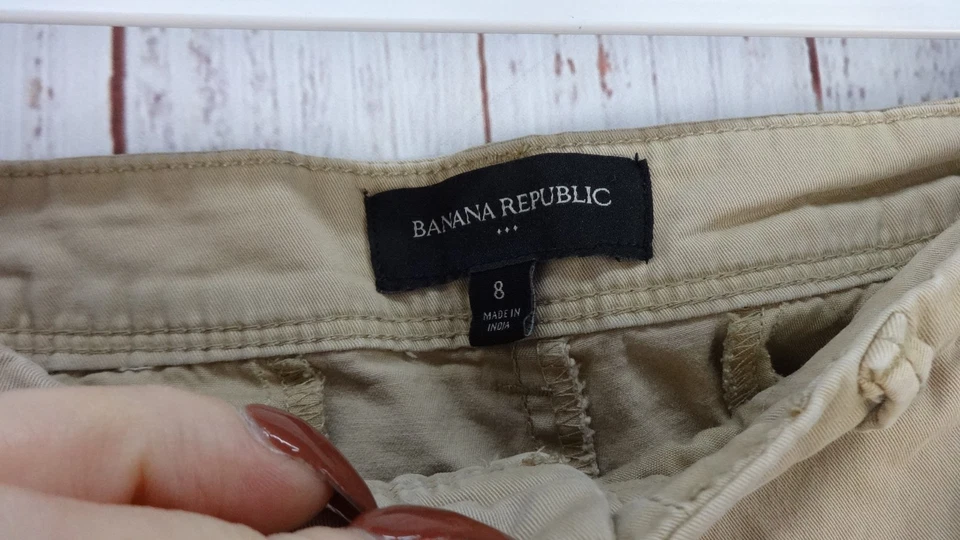 BANANA REPUBLIC
8
MADE IN
INDIA